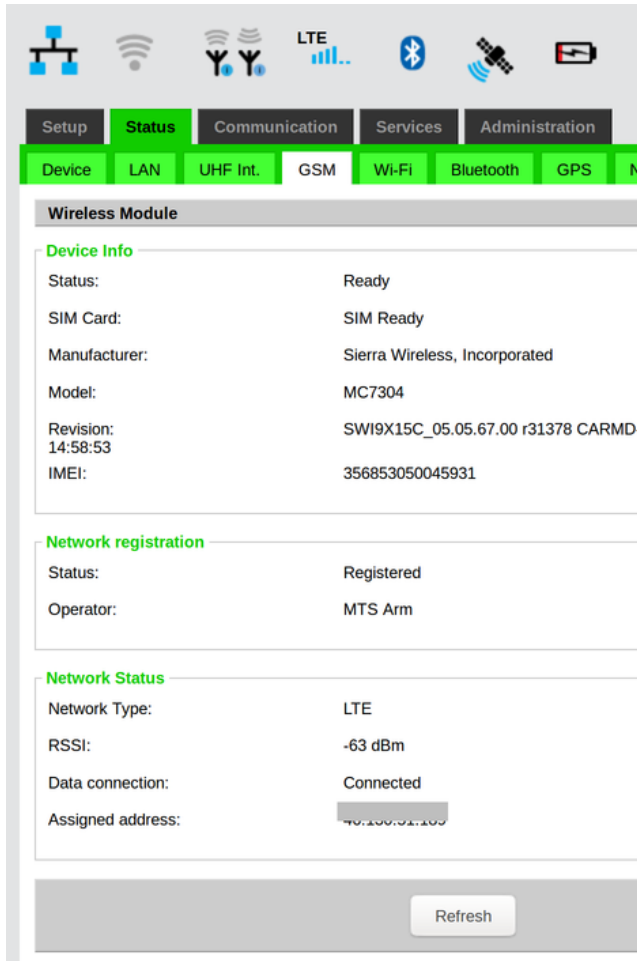 LTE
Setup Status Communication Services Administration
Device LAN UHF Int. GSM Wi-Fi Bluetooth GPS N
Wireless Module
Device Info
Status: Ready
SIM Card: SIM Ready
Manufacturer: Sierra Wireless, Incorporated
Model: MC7304
Revision: SWI9X15C_05.05.67.00 r31378 CARMD-
14:58:53
IMEI: 356853050045931
Network registration
Status: Registered
Operator: MTS Arm
Network Status
Network Type: LTE
RSSI: -63 dBm
Data connection: Connected
Assigned address:
Refresh